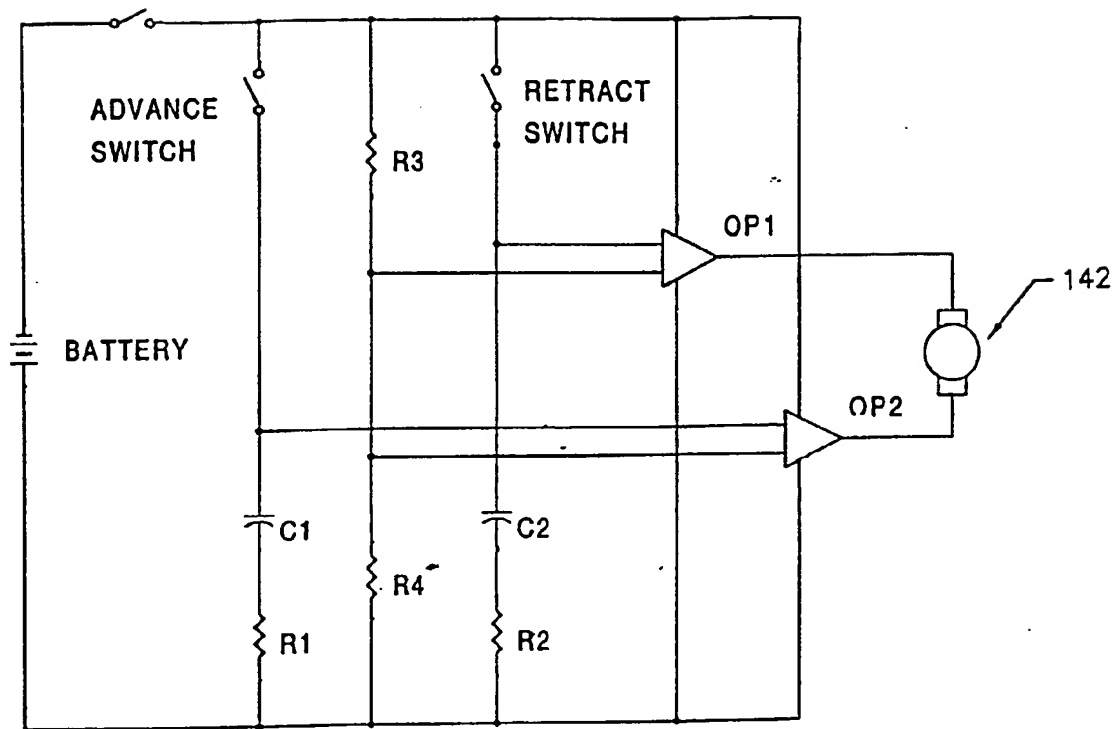 ADVANCE
SWITCH
RETRACT
SWITCH
R3
OP1
142
BATTERY
OP2
C1
C2
R4
R1
R2